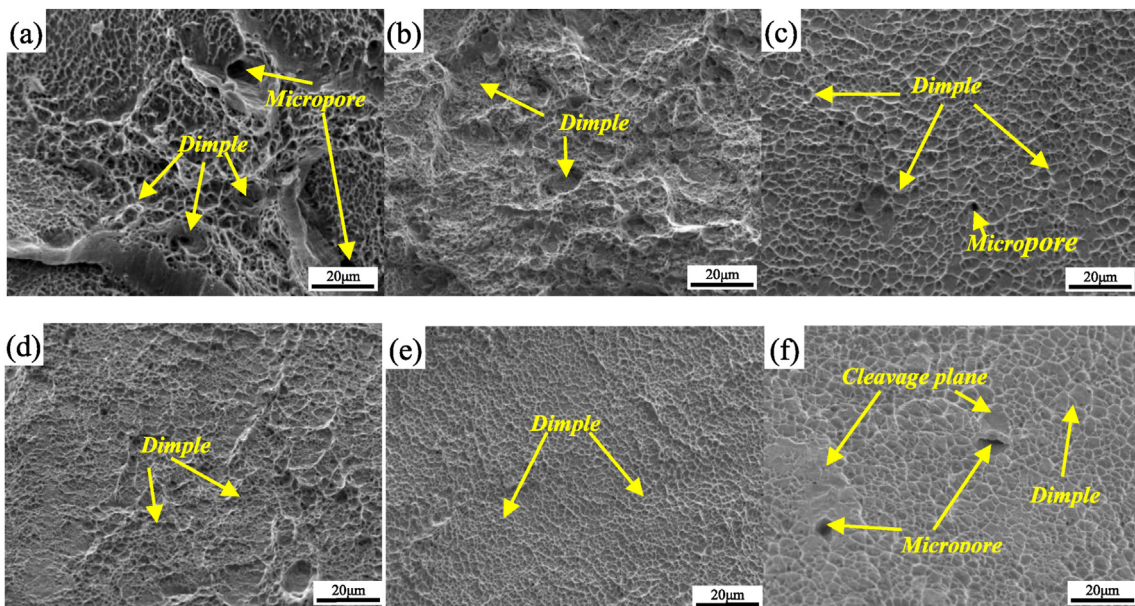 (a)
Micropore
Dimple
20μm
(b)
Dimple
20μm
(c)
Dimple
Micropore
20μm
(d)
Dimple
20μm
(e)
Dimple
20μm
(f)
Cleavage plane
Dimple
Micropore
20μm